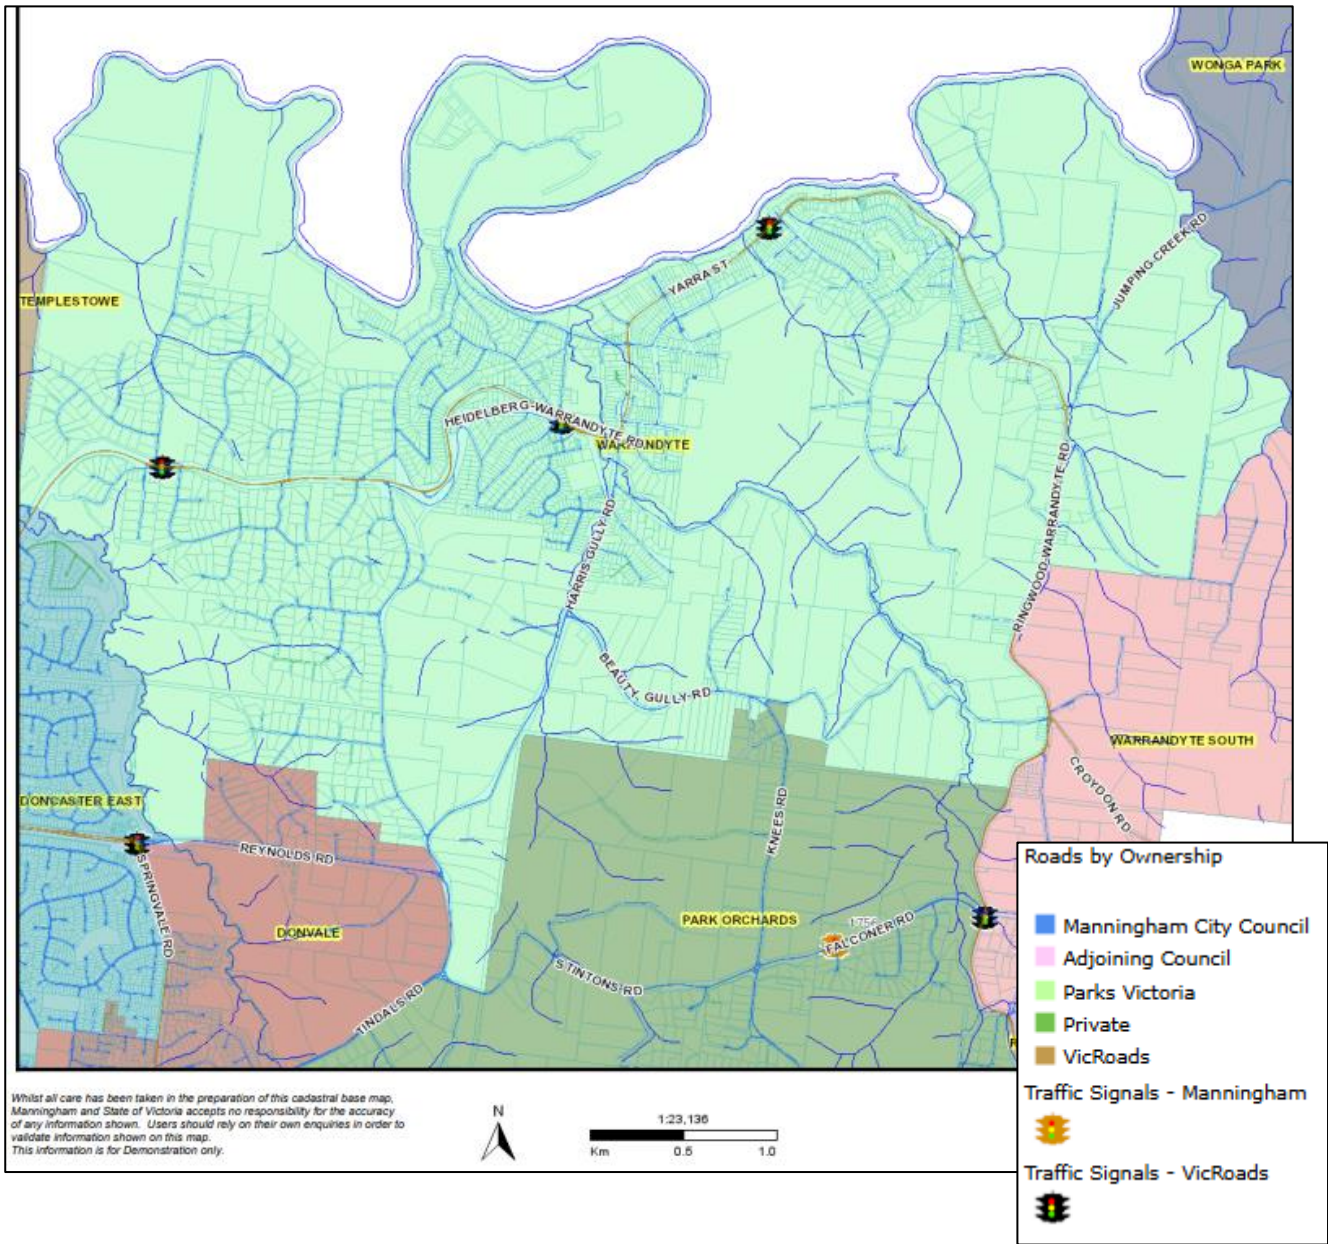 WONGA PARK
JUMPING CREEK RD
YARRA ST
TEMPLESTOWE
HEIDELBERG-WARRANDYTE RD
WARRANDYTE
RINGWOOD-WARRANDYTE RD
HARRIS GULLY RD
BEAUTY GULLY RD
WARRANDYTE SOUTH
CROYDON RD
DONCASTER EAST
KNEES RD
REYNOLDS RD
SPRINGVALE RD
DONVALE
PARK ORCHARDS
FALCONER RD
STINTONS RD
TINDALS RD
Roads by Ownership
Manningham City Council
Adjoining Council
Parks Victoria
Private
VicRoads
Traffic Signals - Manningham
Traffic Signals - VicRoads
Whilst all care has been taken in the preparation of this cadastral base map,
Manningham and State of Victoria accepts no responsibility for the accuracy
of any information shown. Users should rely on their own enquiries in order to
validate information shown on this map.
This information is for Demonstration only.
N
1:23,136
Km 0.5 1.0